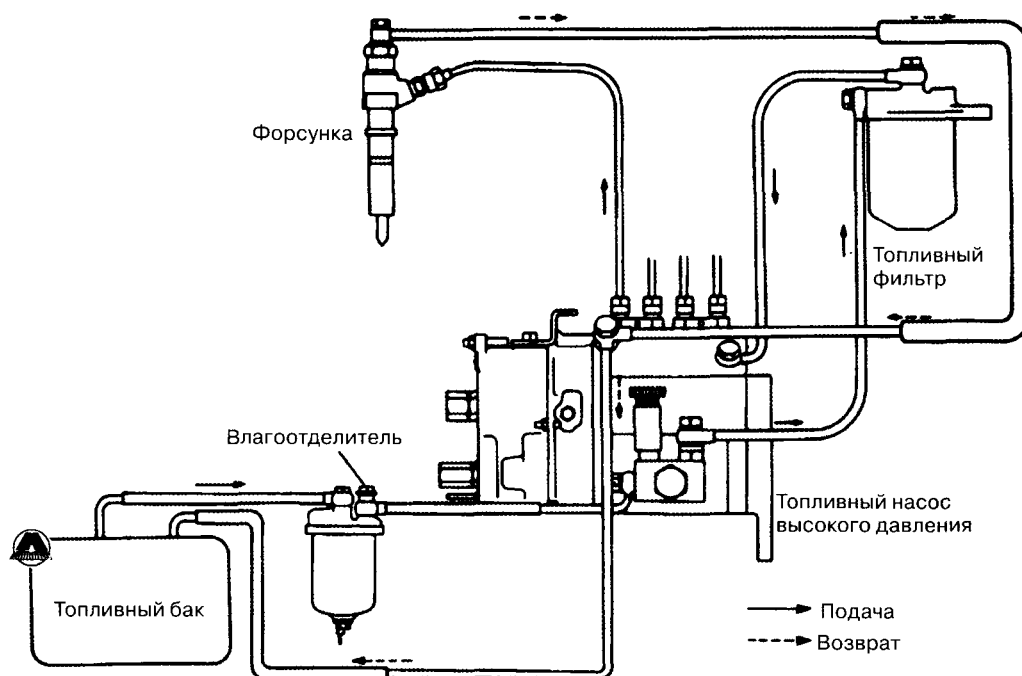 Форсунка
Топливный
фильтр
Влагоотделитель
Топливный насос
высокого давления
Топливный бак
Подача
Возврат